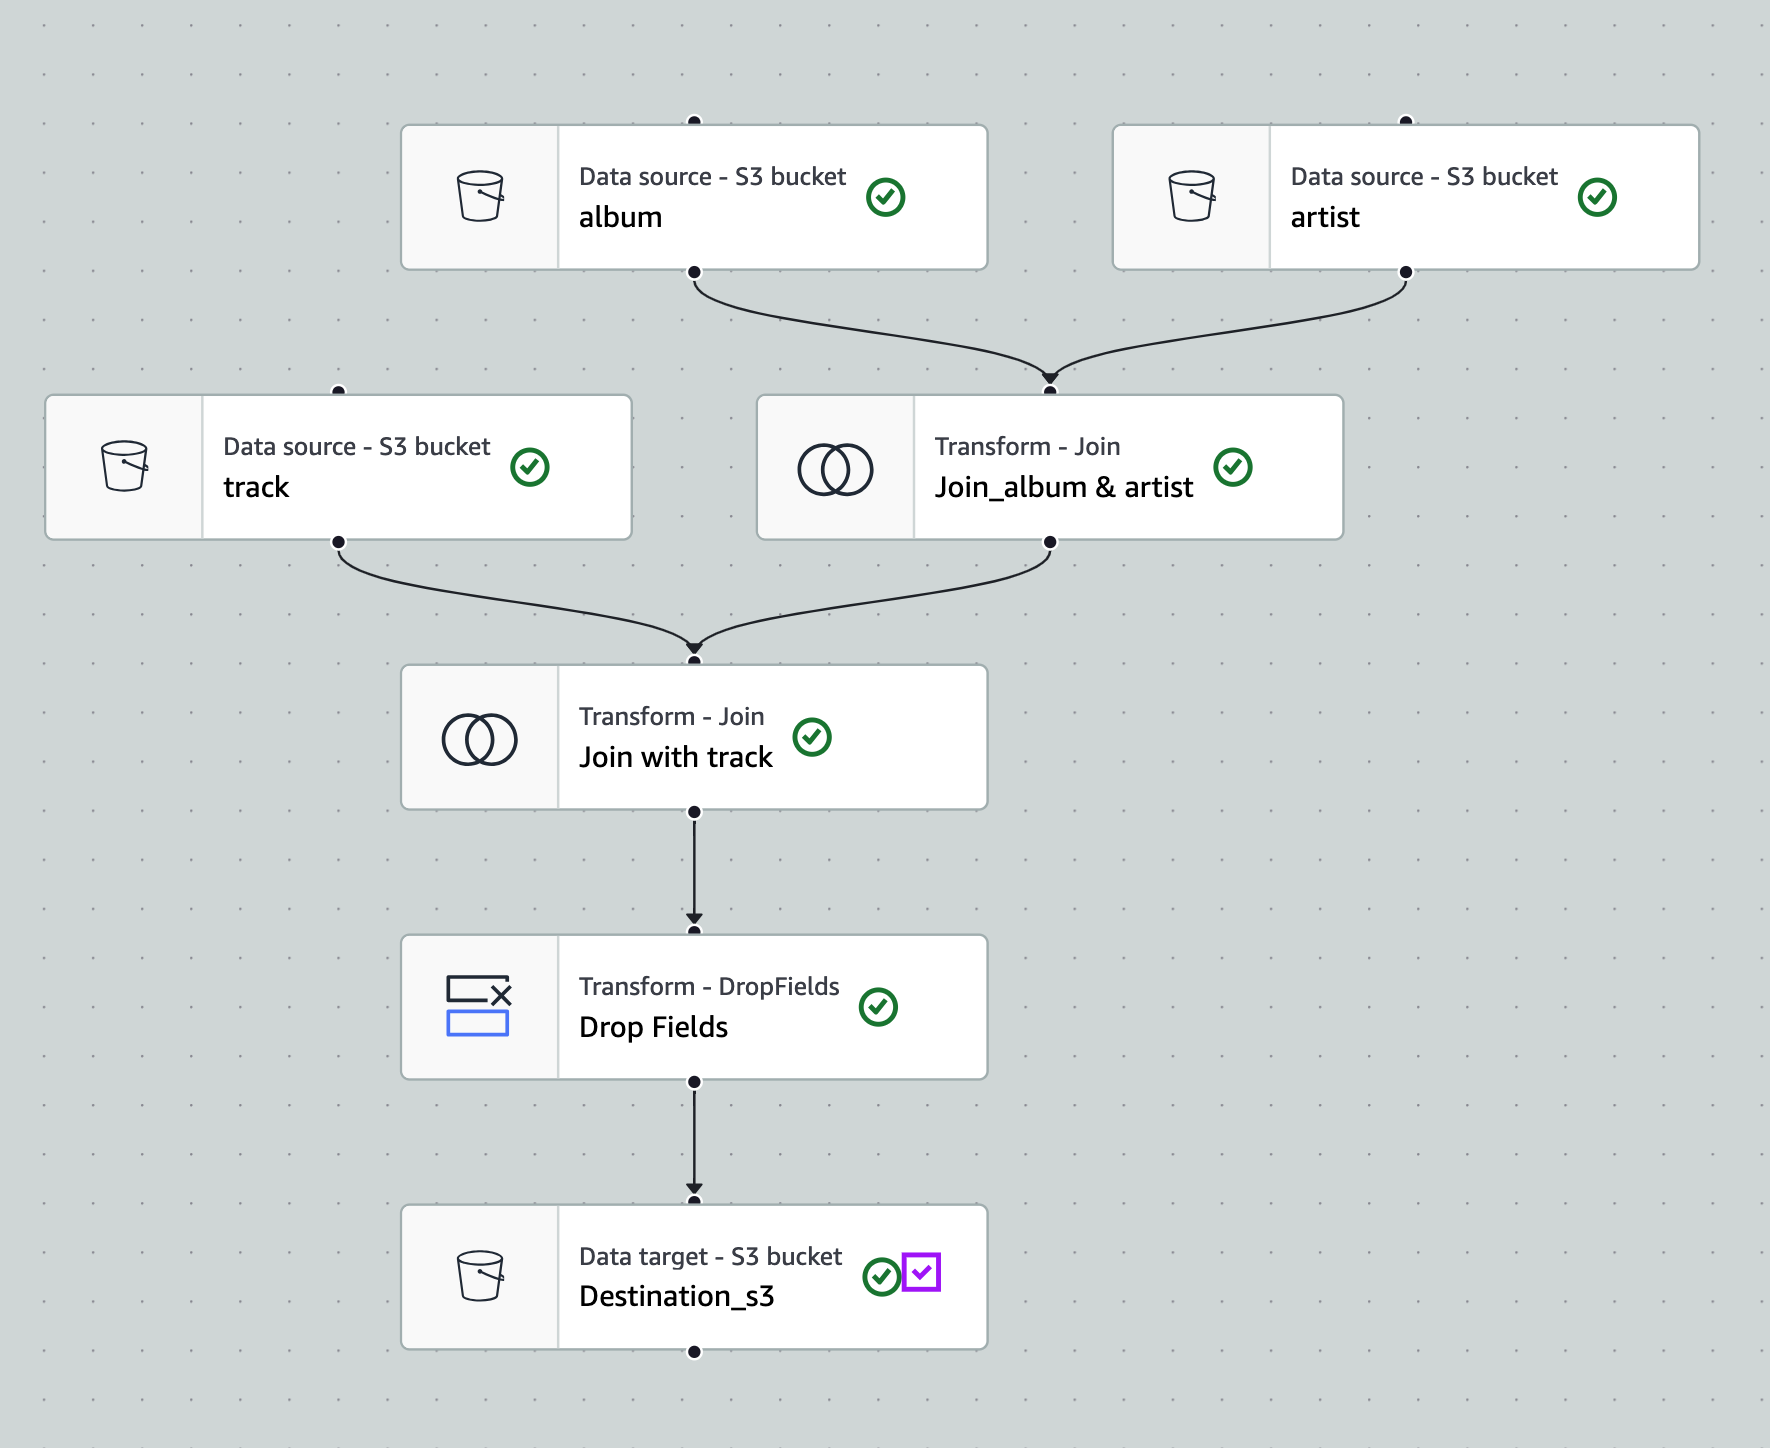 Data source - S3 bucket
album
Data source - S3 bucket
artist
Data source - S3 bucket
track
Transform - Join
Join_album & artist
Transform - Join
Join with track
Transform - DropFields
Drop Fields
Data target - S3 bucket
Destination_s3